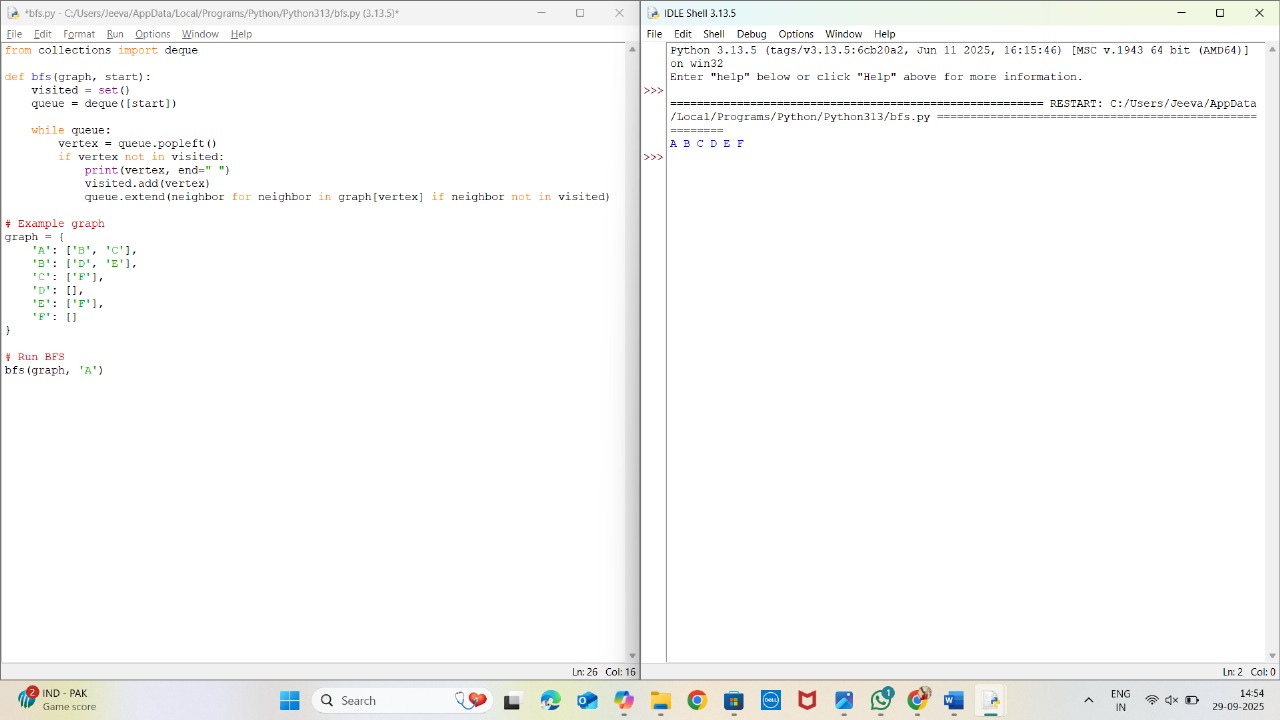 *bfs.py - C:/Users/Jeeva/AppData/Local/Programs/Python/Python313/bfs.py (3.13.5)*
File Edit Format Run Options Window Help
from collections import deque
def bfs(graph, start):
    visited = set()
    queue = deque([start])
    while queue:
        vertex = queue.popleft()
        if vertex not in visited:
            print(vertex, end=" ")
            visited.add(vertex)
            queue.extend(neighbor for neighbor in graph[vertex] if neighbor not in visited)
# Example graph
graph = {
    'A': ['B', 'C'],
    'B': ['D', 'E'],
    'C': ['F'],
    'D': [],
    'E': ['F'],
    'F': []
}
# Run BFS
bfs(graph, 'A')
Ln: 26 Col: 16
IDLE Shell 3.13.5
File Edit Shell Debug Options Window Help
Python 3.13.5 (tags/v3.13.5:6cb20a2, Jun 11 2025, 16:15:46) [MSC v.1943 64 bit (AMD64)]
on win32
Enter "help" below or click "Help" above for more information.
>>>
======================================================== RESTART: C:/Users/Jeeva/AppData
/Local/Programs/Python/Python313/bfs.py ================================================
========
A B C D E F
>>>
Ln: 2 Col: 0
2
IND - PAK
Game score
Search
DELL
1
W
ENG
IN
14:54
29-09-2025